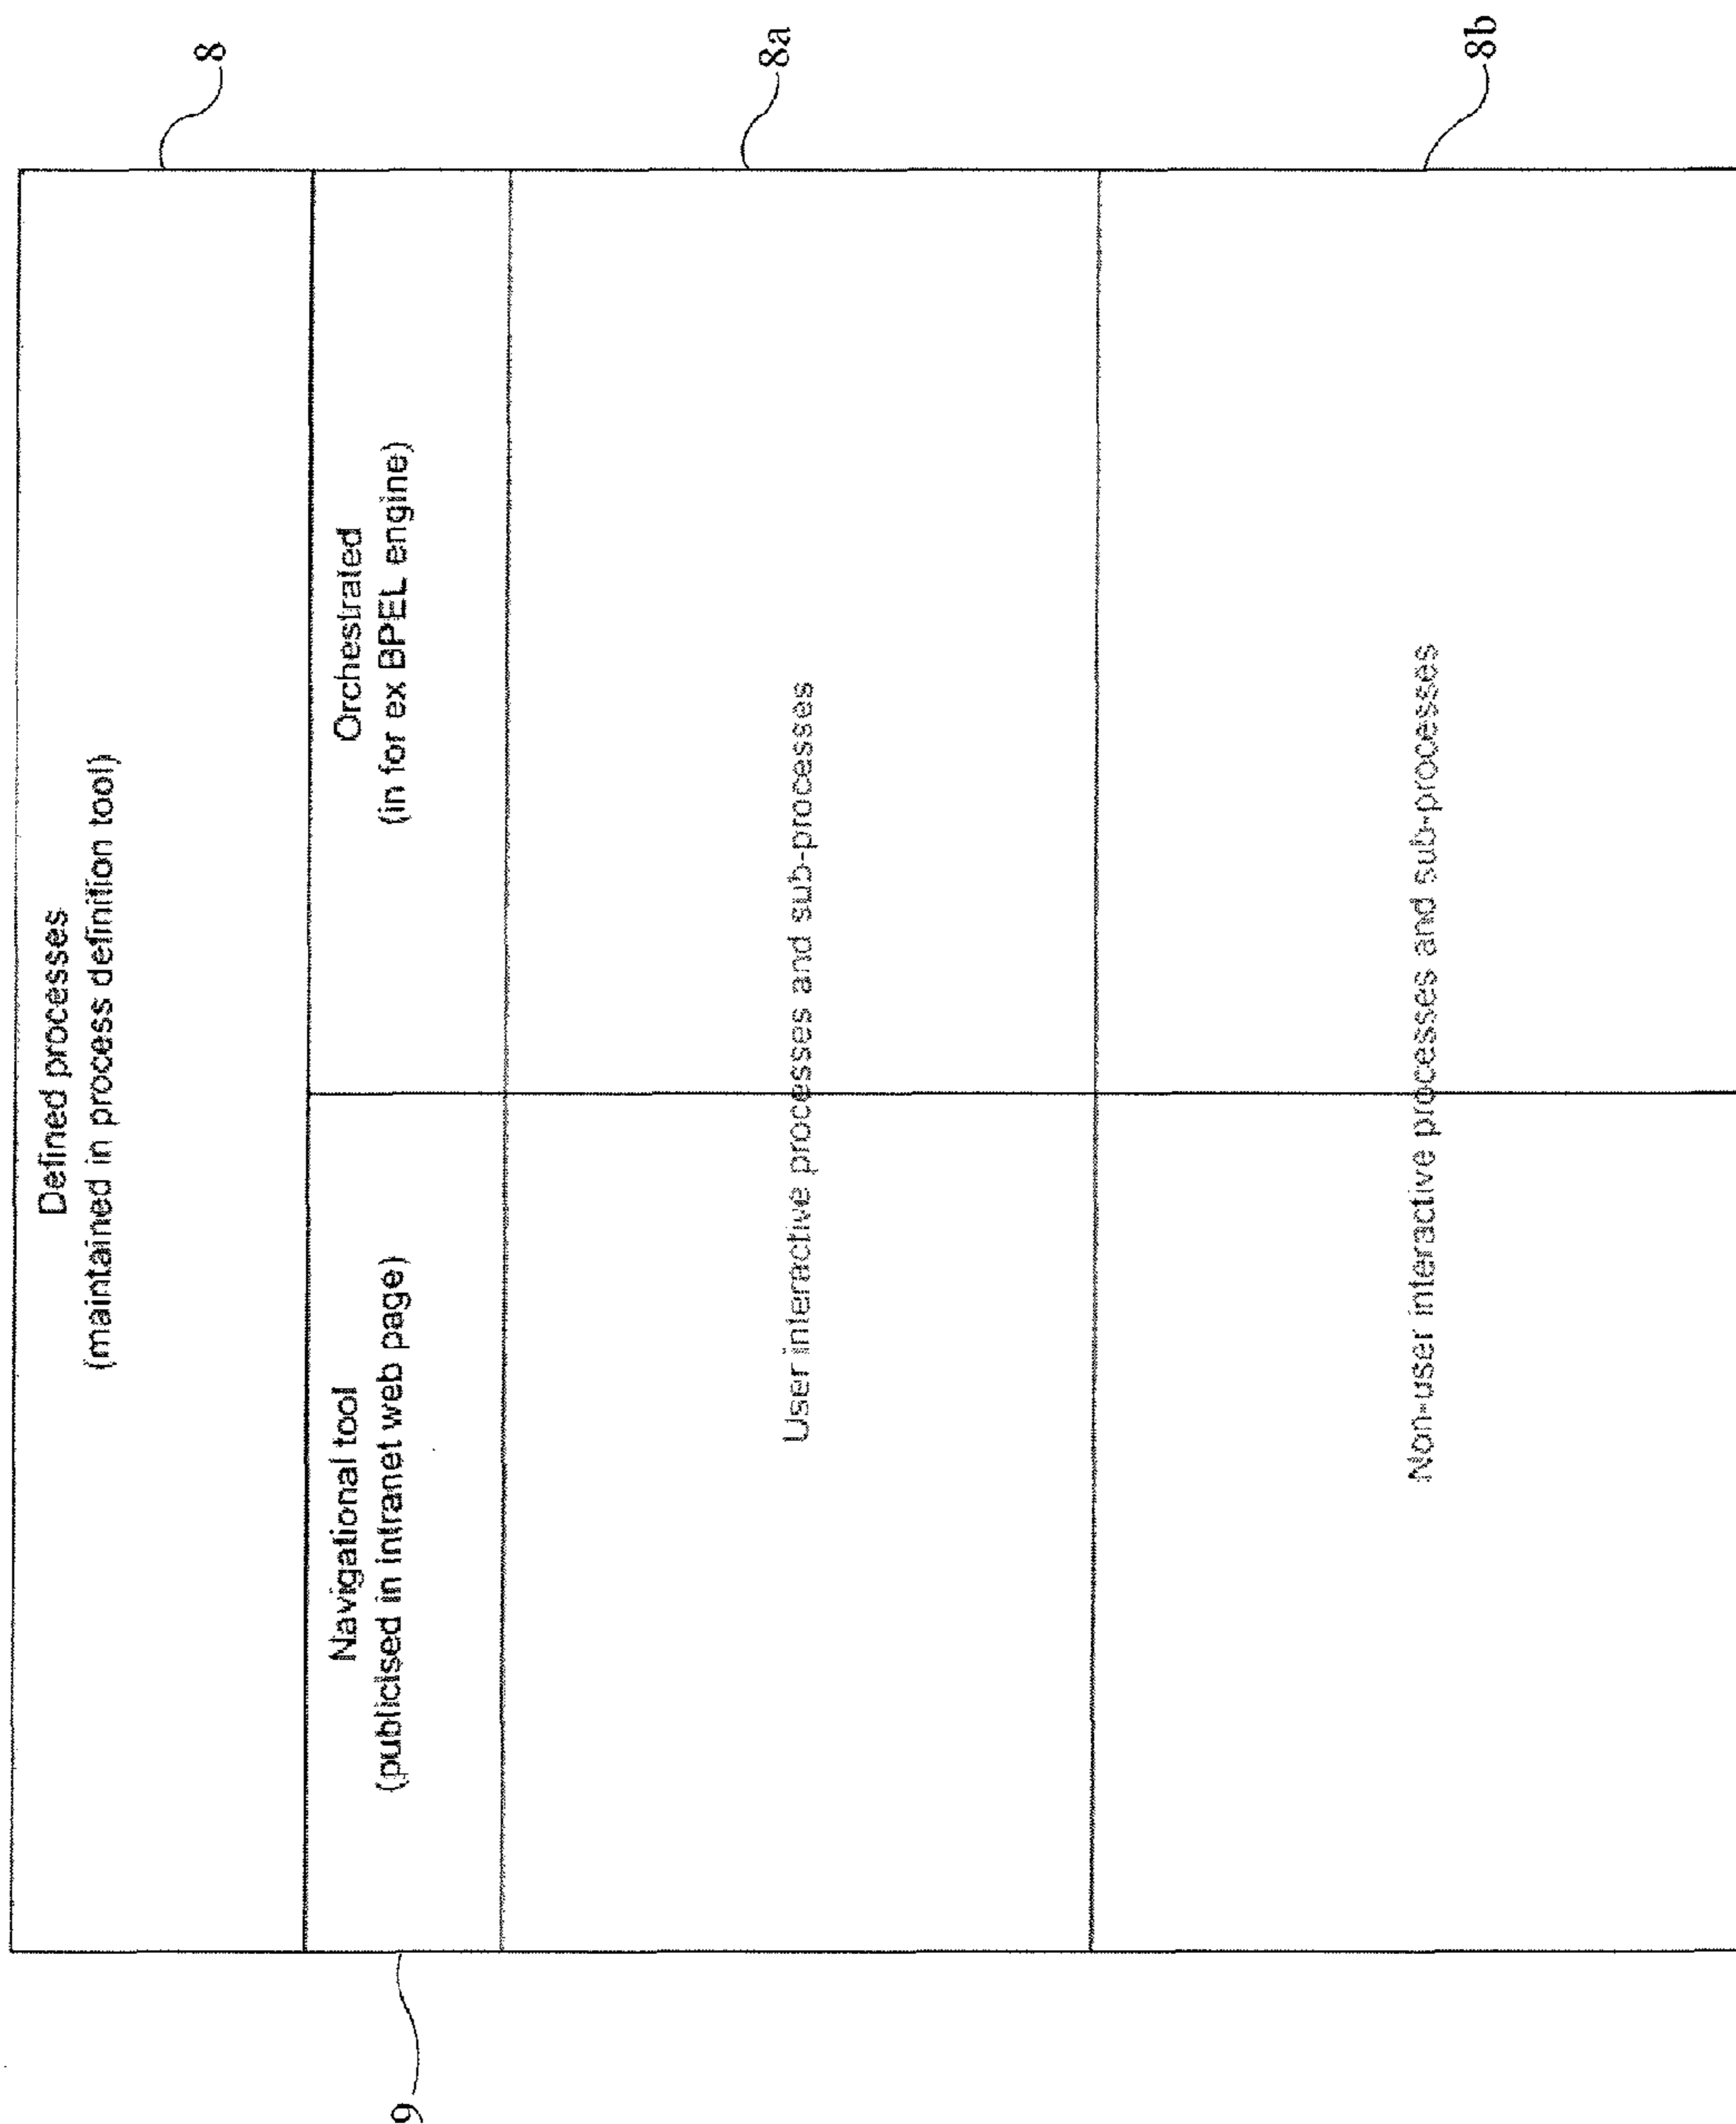 Defined processes
(maintained in process definition tool)
8
Navigational tool
(publicised in intranet web page)
Orchestrated
(in for ex BPEL engine)
9
User interactive processes and sub-processes
8a
Non-user interactive processes and sub-processes
8b